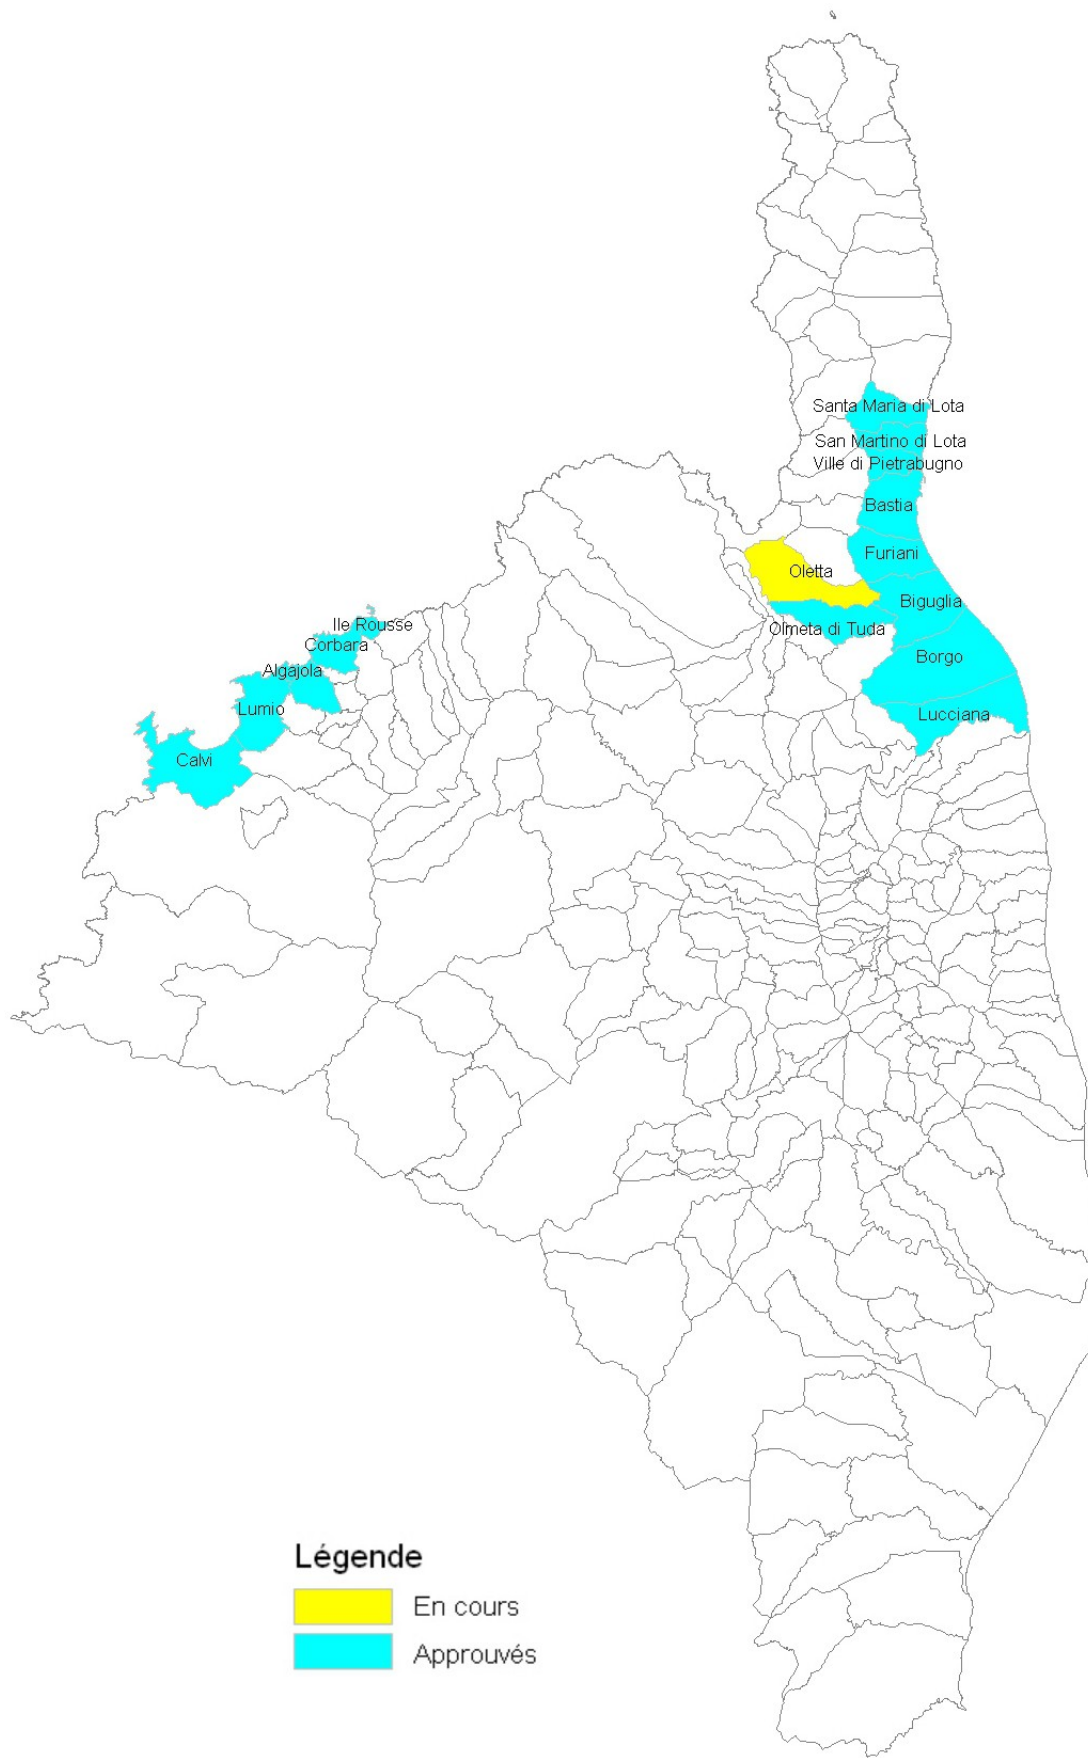 Santa Maria di Lota
San Martino di Lota
Ville di Pietrabugno
Bastia
Furiani
Oletta
Biguglia
Ile Rousse
Olmeta di Tuda
Corbara
Borgo
Algajola
Lumio
Lucciana
Calvi
Légende
En cours
Approuvés